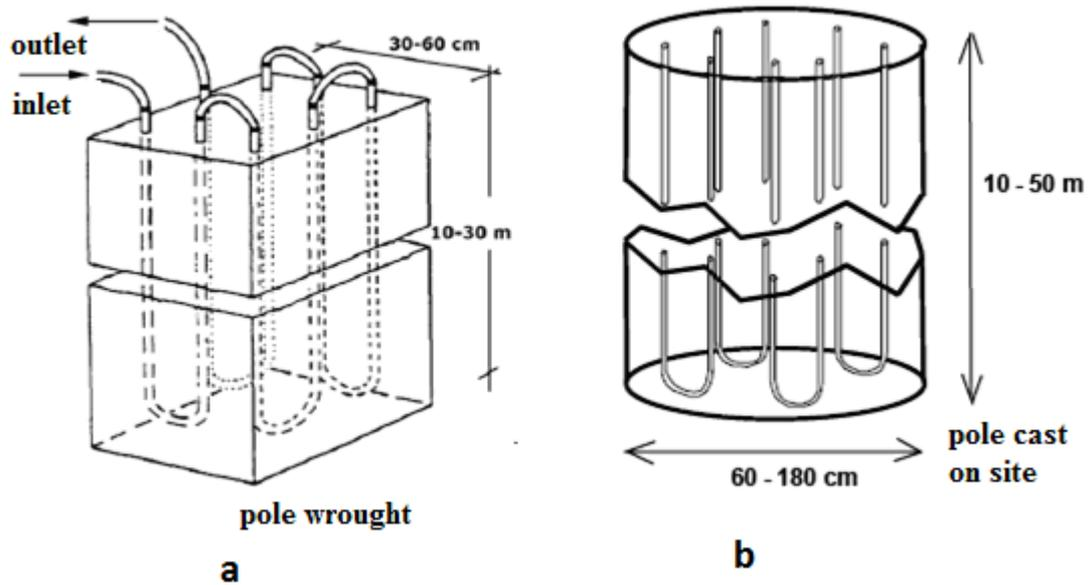 outlet
inlet
30-60 cm
10-30 m
pole wrought
a
10 - 50 m
60 - 180 cm
pole cast
on site
b